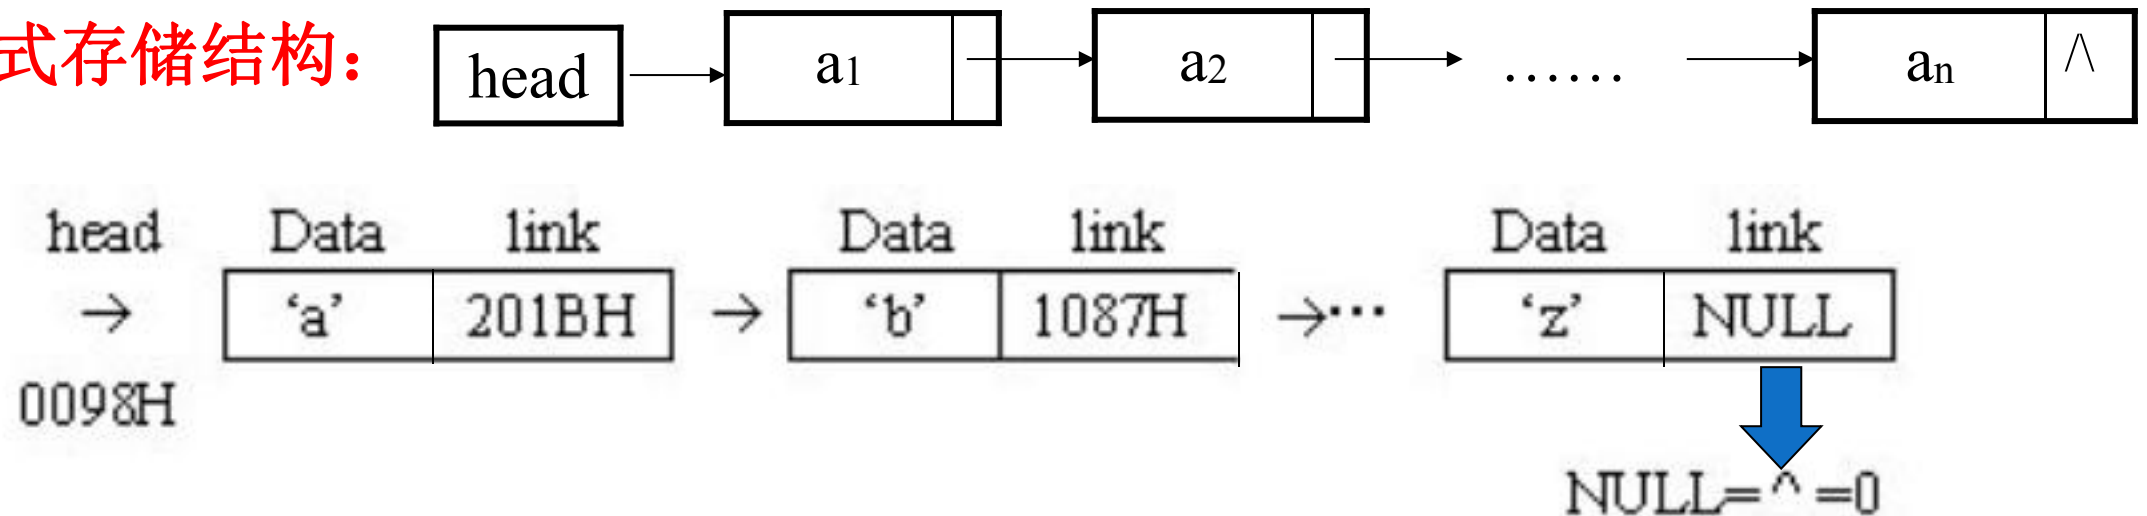 式存储结构： head a1 a2 …… an ∧
head Data link Data link Data link
→ ‘a’ 201BH → ‘b’ 1087H →··· ‘z’ NULL
0098H
NULL=^=0